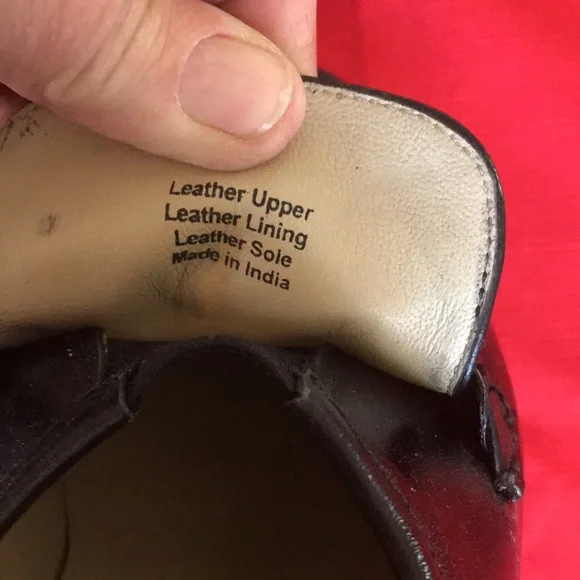 Leather Upper
Leather Lining
Leather Sole
Made in India